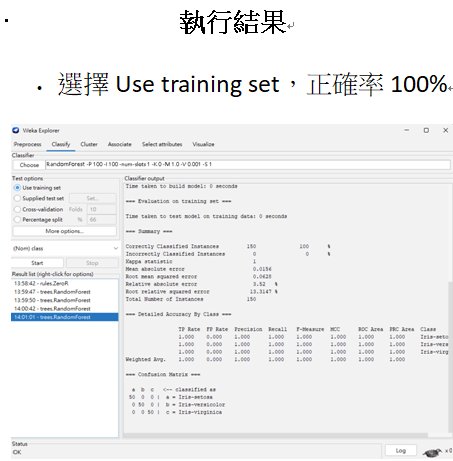 執行結果
選擇 Use training set，正確率 100%
Weka Explorer
Preprocess Classify Cluster Associate Select attributes Visualize
Classifier
Choose RandomForest -P 100 -I 100 -num-slots 1 -K 0 -M 1.0 -V 0.001 -S 1
Test options
Use training set
Supplied test set Set...
Cross-validation Folds 10
Percentage split % 66
More options...
(Nom) class
Start Stop
Result list (right-click for options)
13:58:42 - rules.ZeroR
13:59:47 - trees.RandomForest
13:59:50 - trees.RandomForest
14:00:42 - trees.RandomForest
14:01:01 - trees.RandomForest
Classifier output
Time taken to build model: 0 seconds
=== Evaluation on training set ===
Time taken to test model on training data: 0 seconds
=== Summary ===
Correctly Classified Instances 150 100 %
Incorrectly Classified Instances 0 0 %
Kappa statistic 1
Mean absolute error 0.0156
Root mean squared error 0.0628
Relative absolute error 3.52 %
Root relative squared error 13.3147 %
Total Number of Instances 150
=== Detailed Accuracy By Class ===
TP Rate FP Rate Precision Recall F-Measure MCC ROC Area PRC Area Class
1.000 0.000 1.000 1.000 1.000 1.000 1.000 1.000 Iris-seto
1.000 0.000 1.000 1.000 1.000 1.000 1.000 1.000 Iris-vers
1.000 0.000 1.000 1.000 1.000 1.000 1.000 1.000 Iris-virg
Weighted Avg. 1.000 0.000 1.000 1.000 1.000 1.000 1.000 1.000
=== Confusion Matrix ===
a b c <-- classified as
50 0 0 | a = Iris-setosa
0 50 0 | b = Iris-versicolor
0 0 50 | c = Iris-virginica
Status
OK
Log x 0